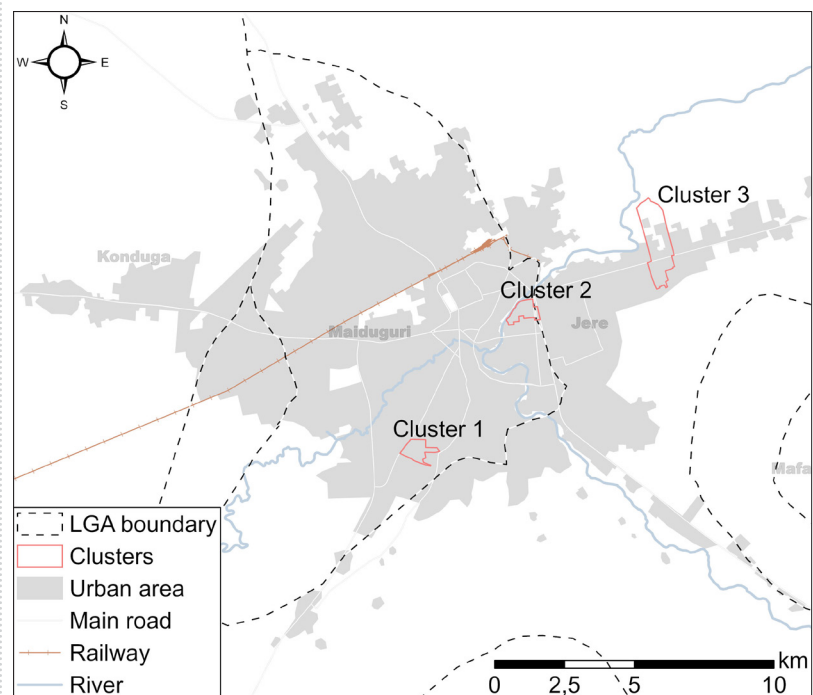 N
W E
S
Cluster 3
Konduga
Cluster 2
Maiduguri
Jere
Cluster 1
Mafa
LGA boundary
Clusters
Urban area
Main road
Railway
River
km
0 2,5 5 10